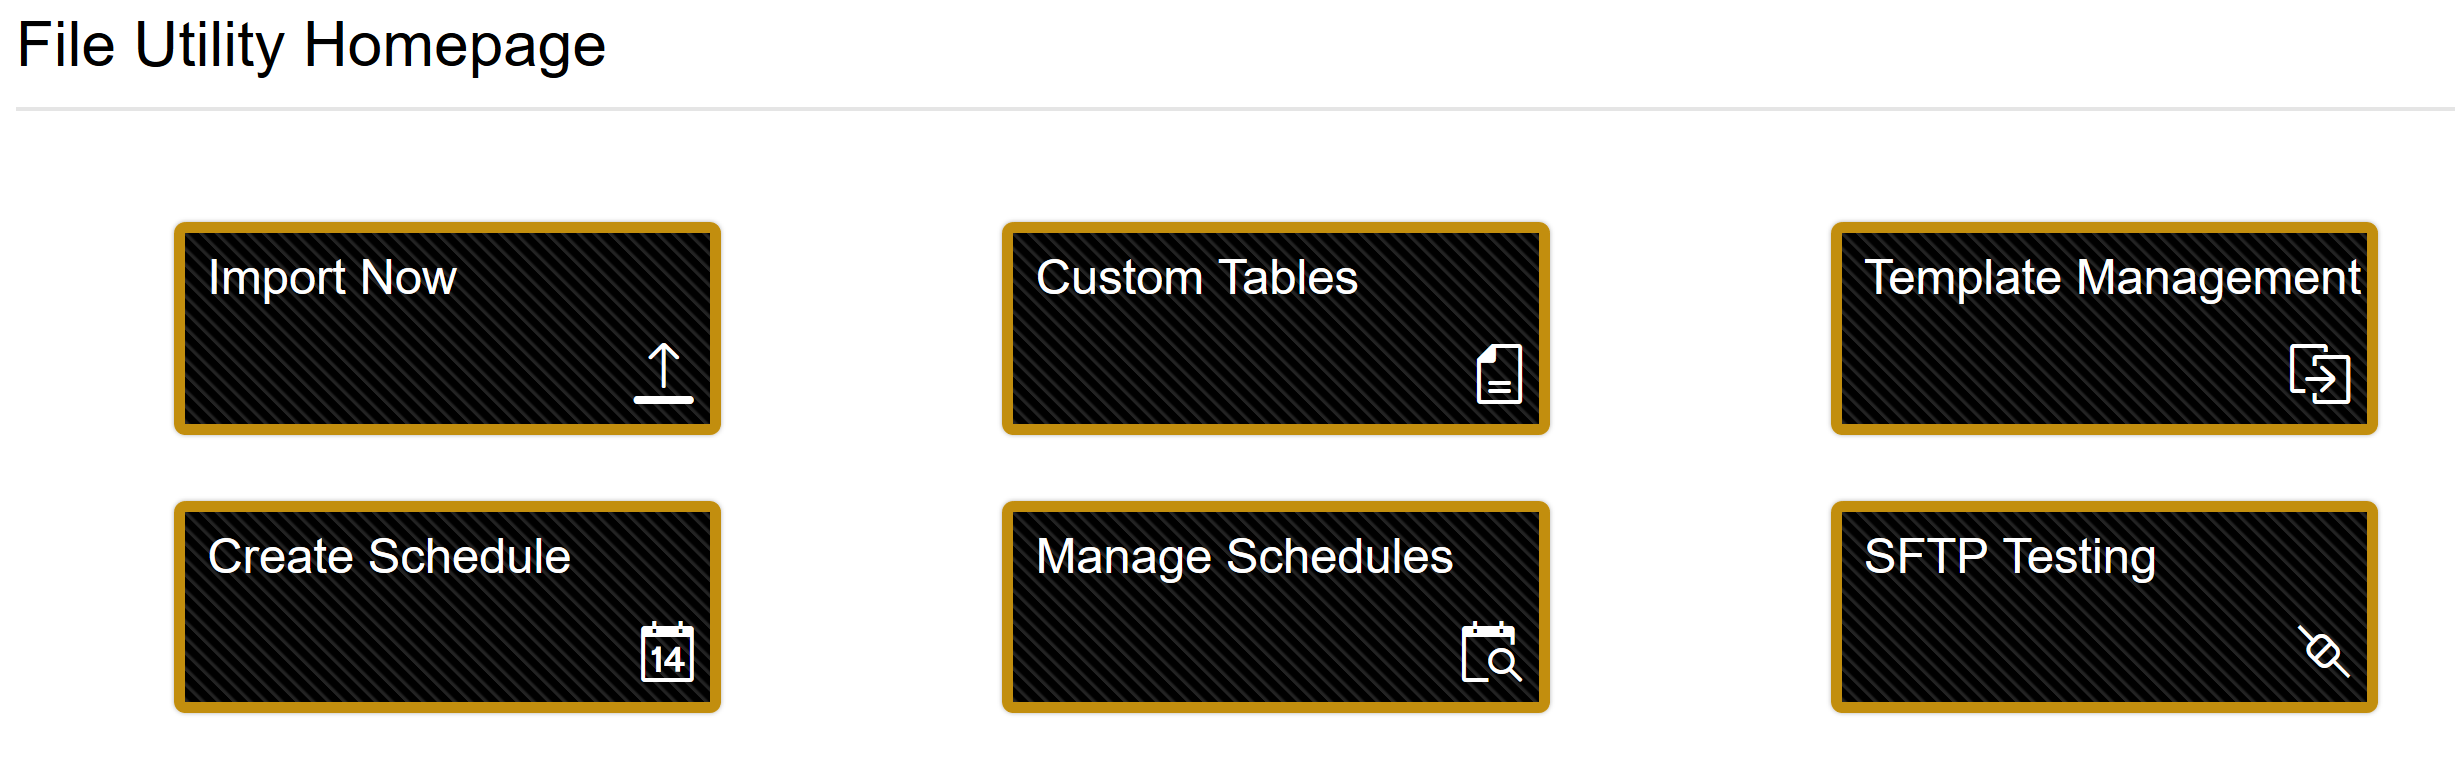 File Utility Homepage
Import Now
Custom Tables
Template Management
Create Schedule
14
Manage Schedules
SFTP Testing